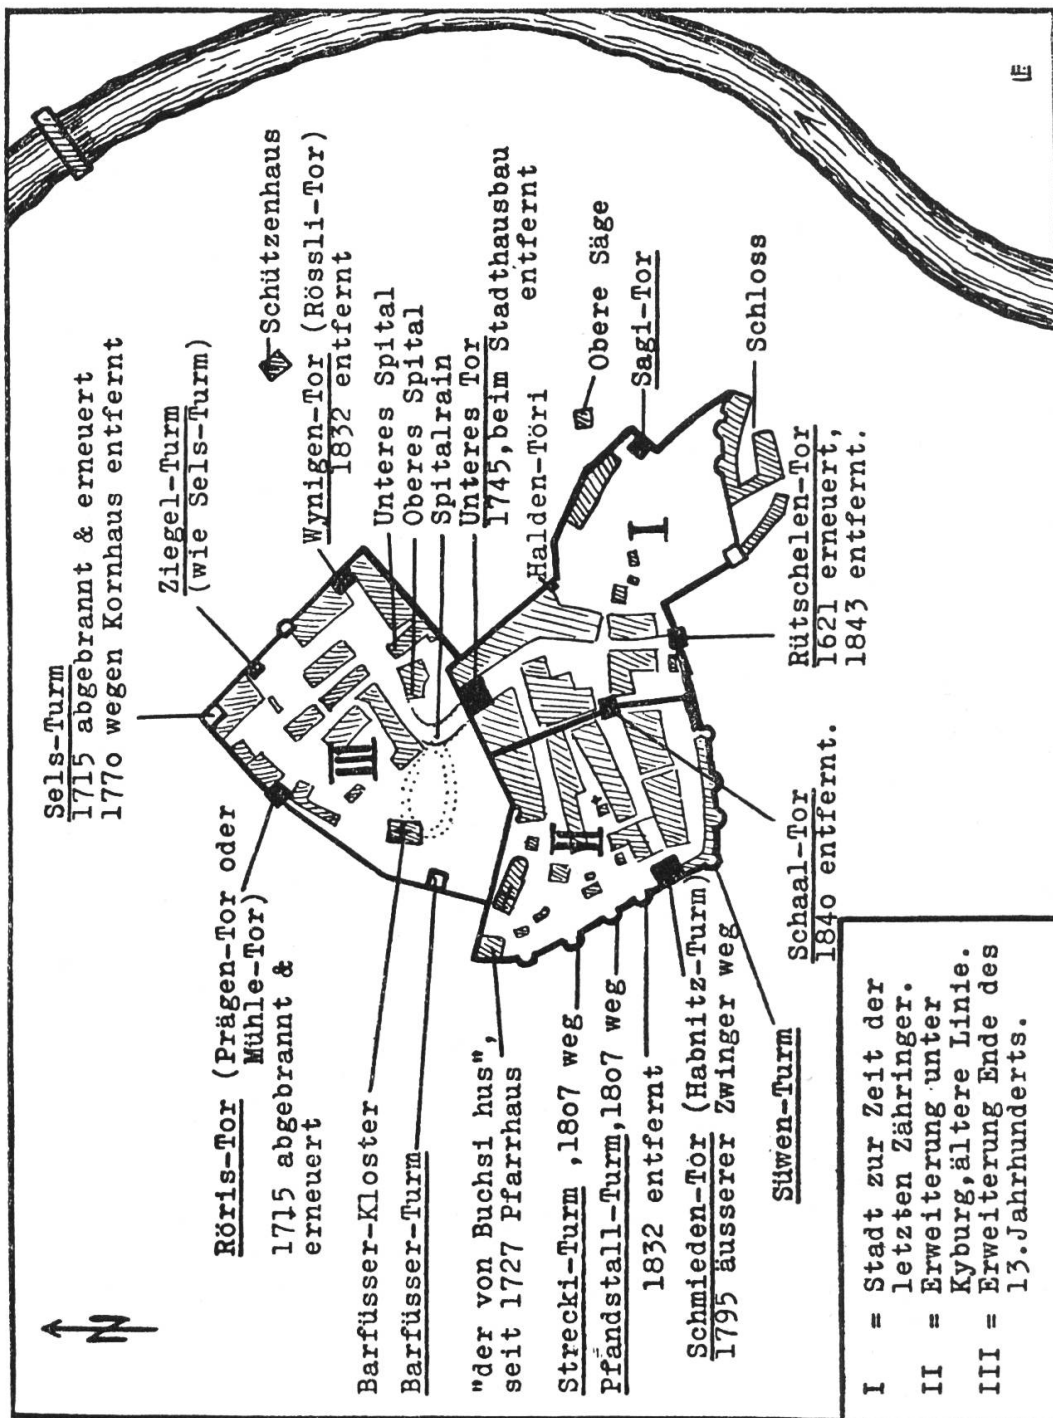 Sels-Turm
1715 abgebrannt & erneuert
1770 wegen Kornhaus entfernt
Ziegel-Turm
(wie Sels-Turm)
Schützenhaus
Wynigen-Tor (Rössli-Tor)
1832 entfernt
Unteres Spital
Oberes Spital
Spitalrain
Unteres Tor
1745,beim Stadthausbau
entfernt
Halden-Töri
Obere Säge
Sagi-Tor
Schloss
Rütschelen-Tor
1621 erneuert,
1843 entfernt.
Schaal-Tor
1840 entfernt.
N
Röris-Tor (Prägen-Tor oder
Mühle-Tor)
1715 abgebrannt &
erneuert
Barfüsser-Kloster
Barfüsser-Turm
"der von Buchsi hus",
seit 1727 Pfarrhaus
Strecki-Turm ,1807 weg
Pfandstall-Turm,1807 weg
1832 entfernt
Schmieden-Tor (Habnitz-Turm)
1795 äusserer Zwinger weg
Süwen-Turm
III
II
I
I = Stadt zur Zeit der
letzten Zähringer.
II = Erweiterung unter
Kyburg,ältere Linie.
III = Erweiterung Ende des
13.Jahrhunderts.